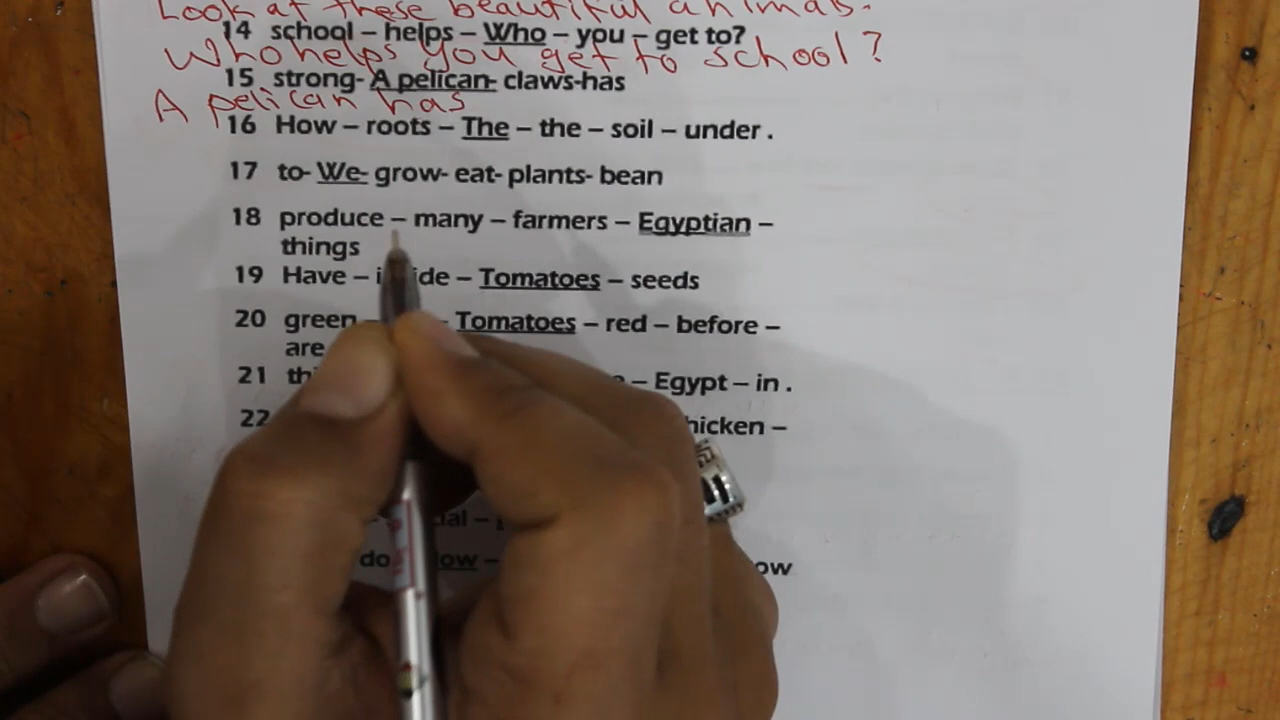 Look at these beautiful animals.
14 school – helps – Who – you – get to?
Who helps you get to school?
15 strong- A pelican- claws-has
A pelican has
16 How – roots – The – the – soil – under .
17 to- We- grow- eat- plants- bean
18 produce – many – farmers – Egyptian –
things
19 Have – – Tomatoes – seeds
20 green – Tomatoes – red – before –
are
21 – Egypt – in .
22 –
do –